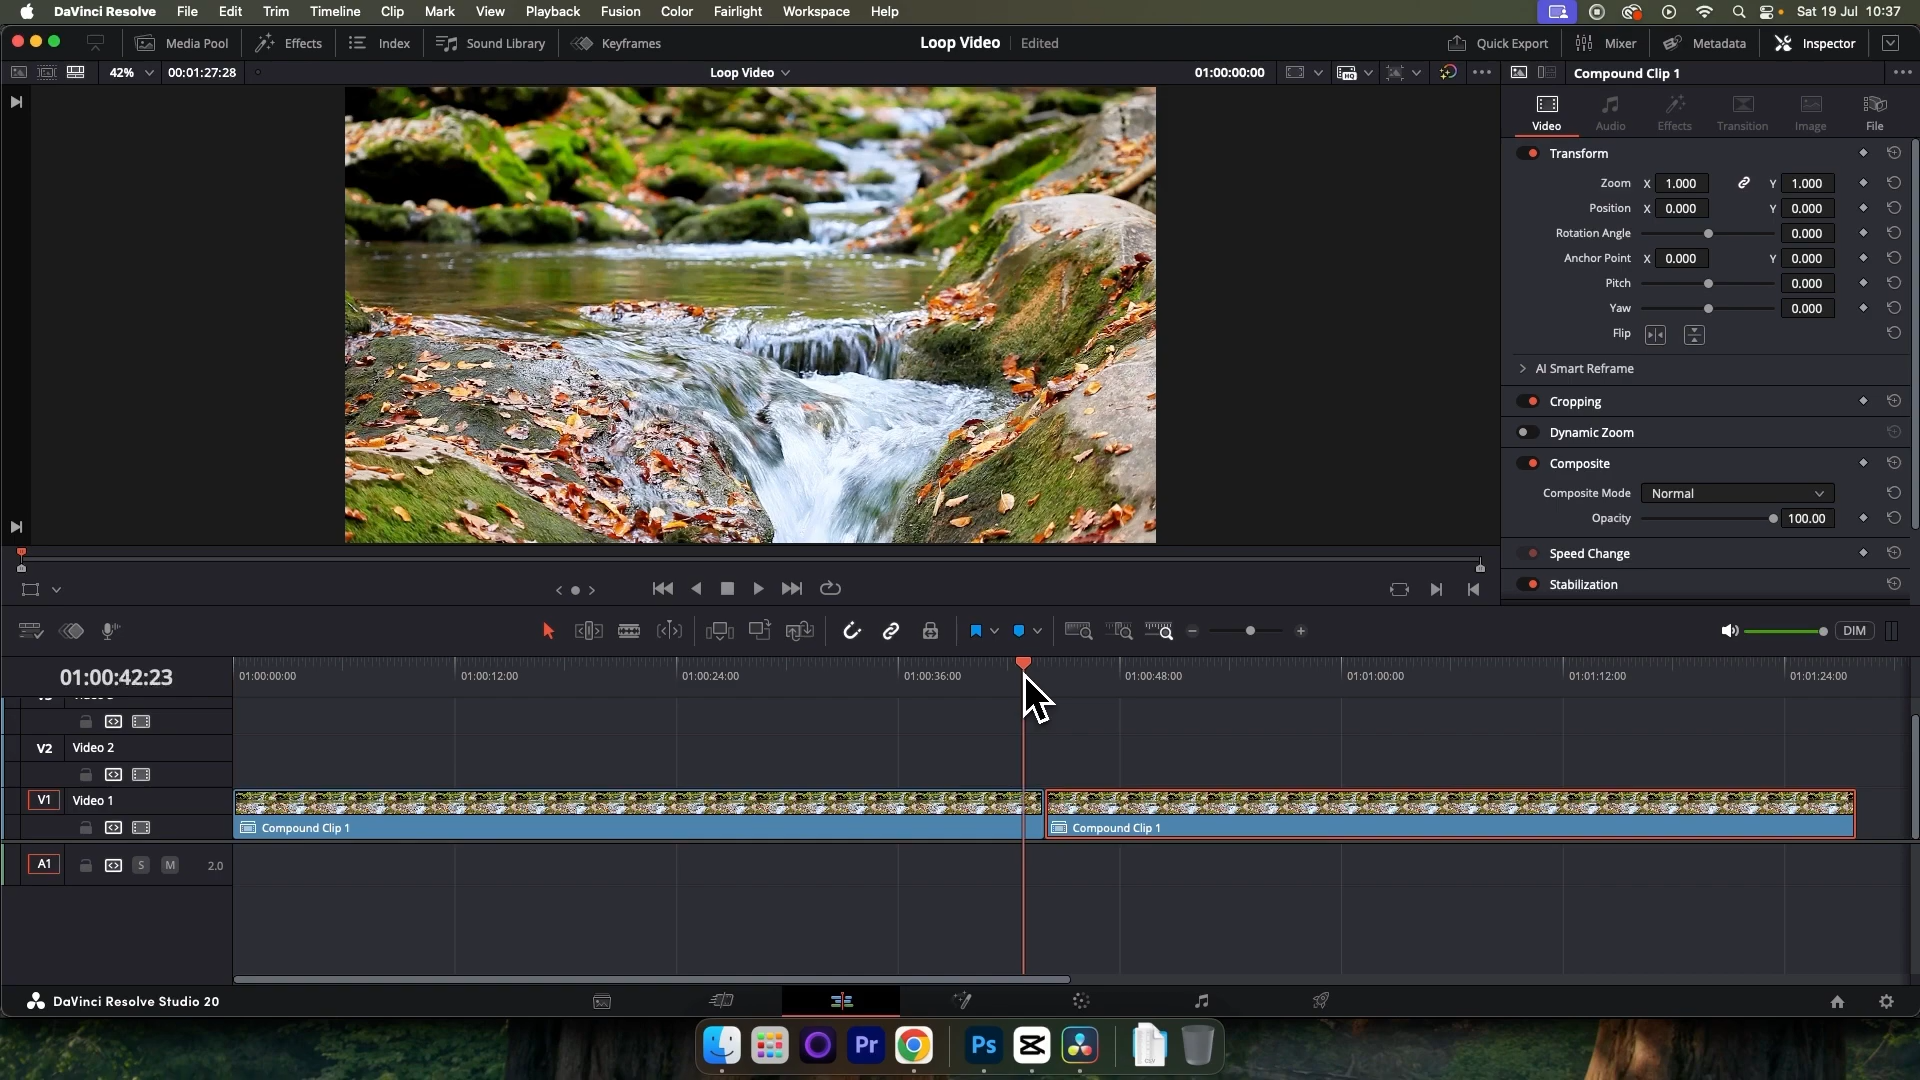 DaVinci Resolve File Edit Trim Timeline Clip Mark View Playback Fusion Color Fairlight Workspace Help Sat 19 Jul 10:37
Media Pool Effects Index Sound Library Keyframes Loop Video Edited Quick Export Mixer Metadata Inspector
42% 00:01:27:28 Loop Video 01:00:00:00 HQ Compound Clip 1
Video Audio Effects Transition Image File
Transform
Zoom X 1.000 Y 1.000
Position X 0.000 Y 0.000
Rotation Angle 0.000
Anchor Point X 0.000 Y 0.000
Pitch 0.000
Yaw 0.000
Flip
AI Smart Reframe
Cropping
Dynamic Zoom
Composite
Composite Mode Normal
Opacity 100.00
Speed Change
Stabilization
DIM
01:00:42:23 01:00:00:00 01:00:12:00 01:00:24:00 01:00:36:00 01:00:48:00 01:01:00:00 01:01:12:00 01:01:24:00
V2 Video 2
V1 Video 1
Compound Clip 1 Compound Clip 1
A1 S M 2.0
DaVinci Resolve Studio 20
Pr Ps
CSV